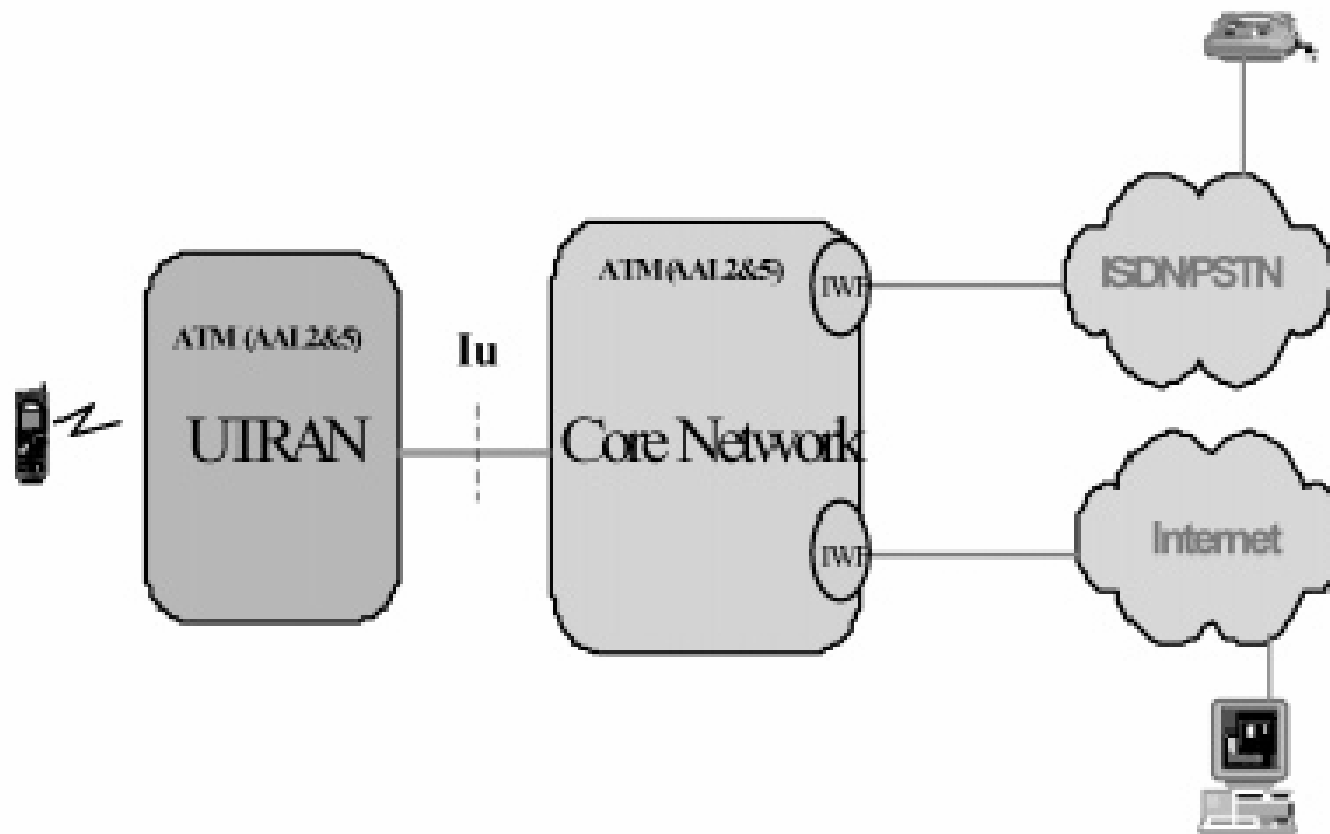 ATM (AAL2&5)
UTRAN
Iu
ATM(AAL2&5)
Core Network
IWF
IWF
ISDN/PSTN
Internet